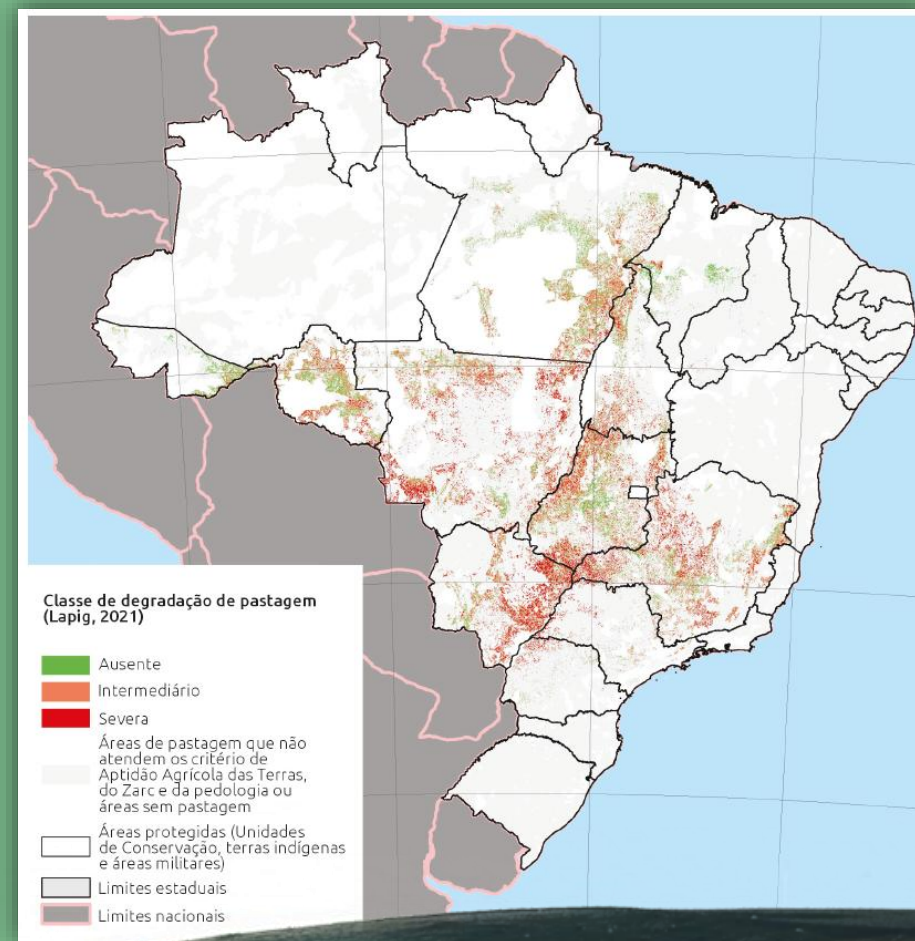 Classe de degradação de pastagem
(Lapig, 2021)
Ausente
Intermediário
Severa
Áreas de pastagem que não
atendem os critério de
Aptidão Agrícola das Terras,
do Zarc e da pedologia ou
áreas sem pastagem
Áreas protegidas (Unidades
de Conservação, terras indígenas
e áreas militares)
Limites estaduais
Limites nacionais